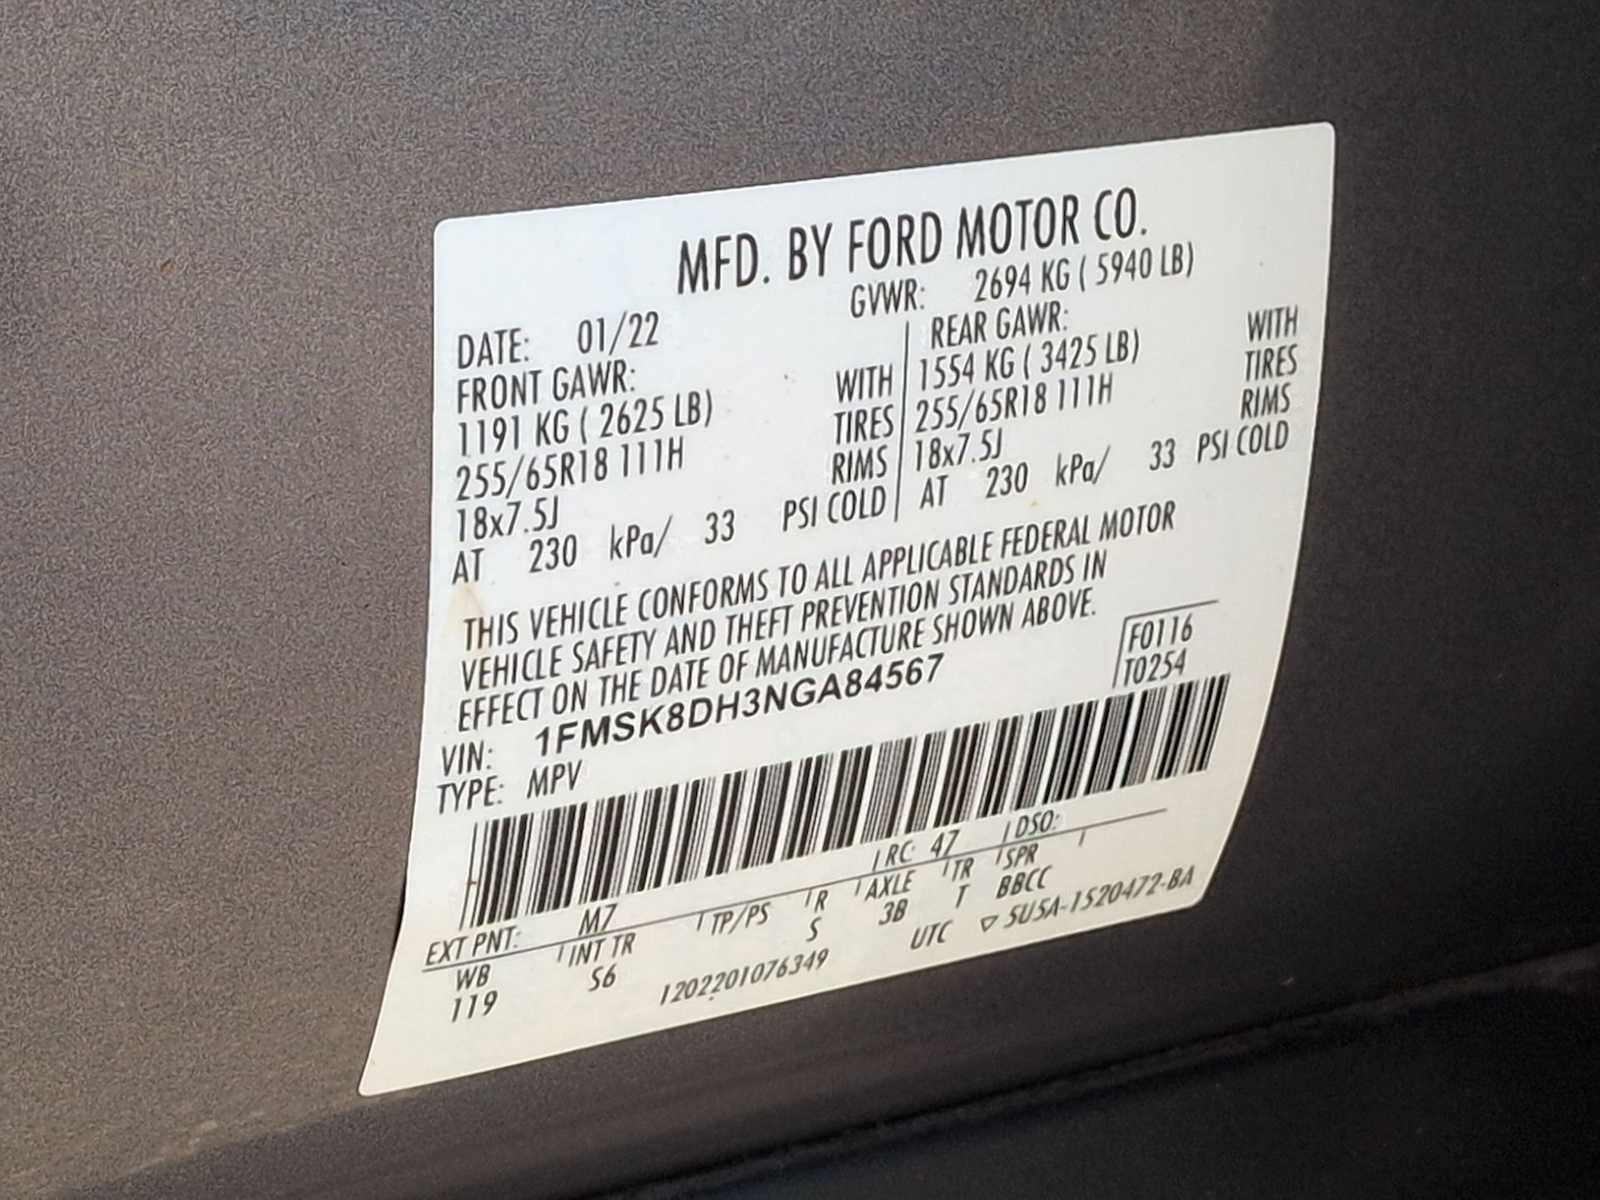 MFD. BY FORD MOTOR CO.
DATE: 01/22 GVWR: 2694 KG ( 5940 LB)
FRONT GAWR: REAR GAWR:
1191 KG ( 2625 LB) WITH 1554 KG ( 3425 LB) WITH
255/65R18 111H TIRES 255/65R18 111H TIRES
18x7.5J RIMS 18x7.5J RIMS
AT 230 kPa/ 33 PSI COLD AT 230 kPa/ 33 PSI COLD
THIS VEHICLE CONFORMS TO ALL APPLICABLE FEDERAL MOTOR
VEHICLE SAFETY AND THEFT PREVENTION STANDARDS IN
EFFECT ON THE DATE OF MANUFACTURE SHOWN ABOVE.
F0116
T0254
VIN: 1FMSK8DH3NGA84567
TYPE: MPV
EXT PNT: M7 RC: 47 DSO:
WB INT TR TP/PS R AXLE TR SPR
119 S6 S 3B T BBCC
1202201076349 UTC ▽ 5U5A-1520472-BA